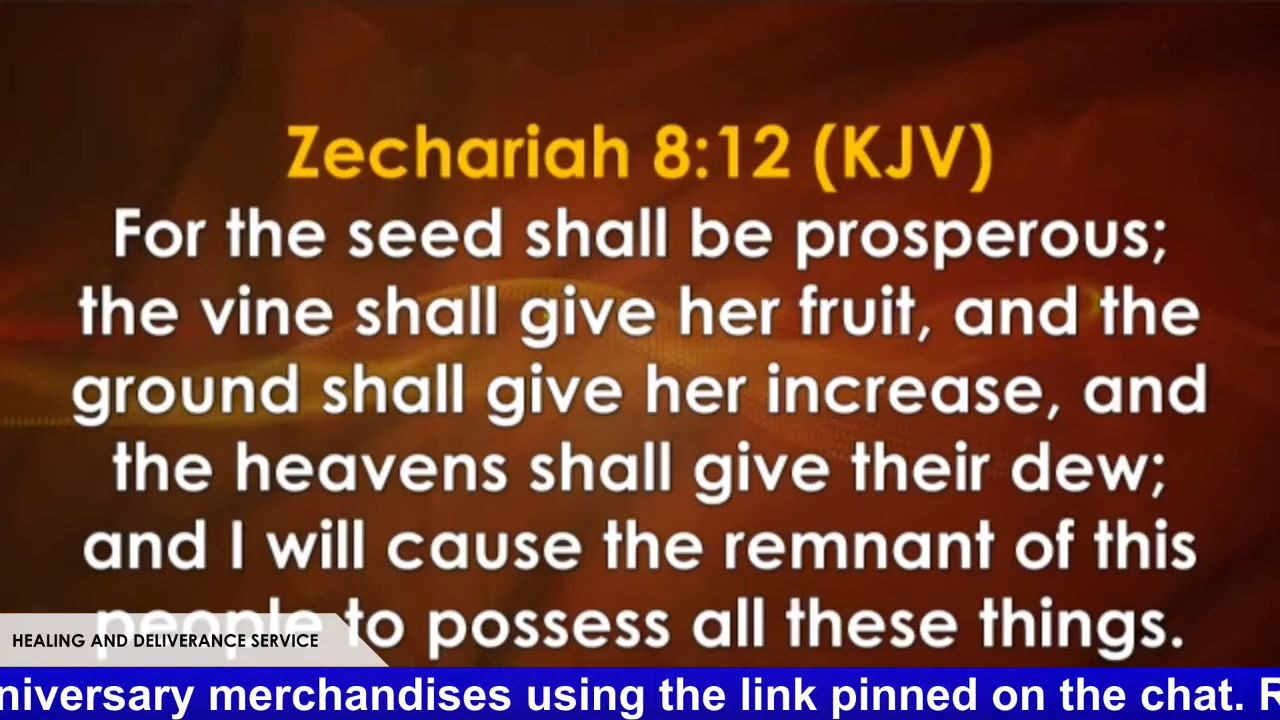 Zechariah 8:12 (KJV)
For the seed shall be prosperous;
the vine shall give her fruit, and the
ground shall give her increase, and
the heavens shall give their dew;
and I will cause the remnant of this
people to possess all these things.
HEALING AND DELIVERANCE SERVICE
niversary merchandises using the link pinned on the chat. R